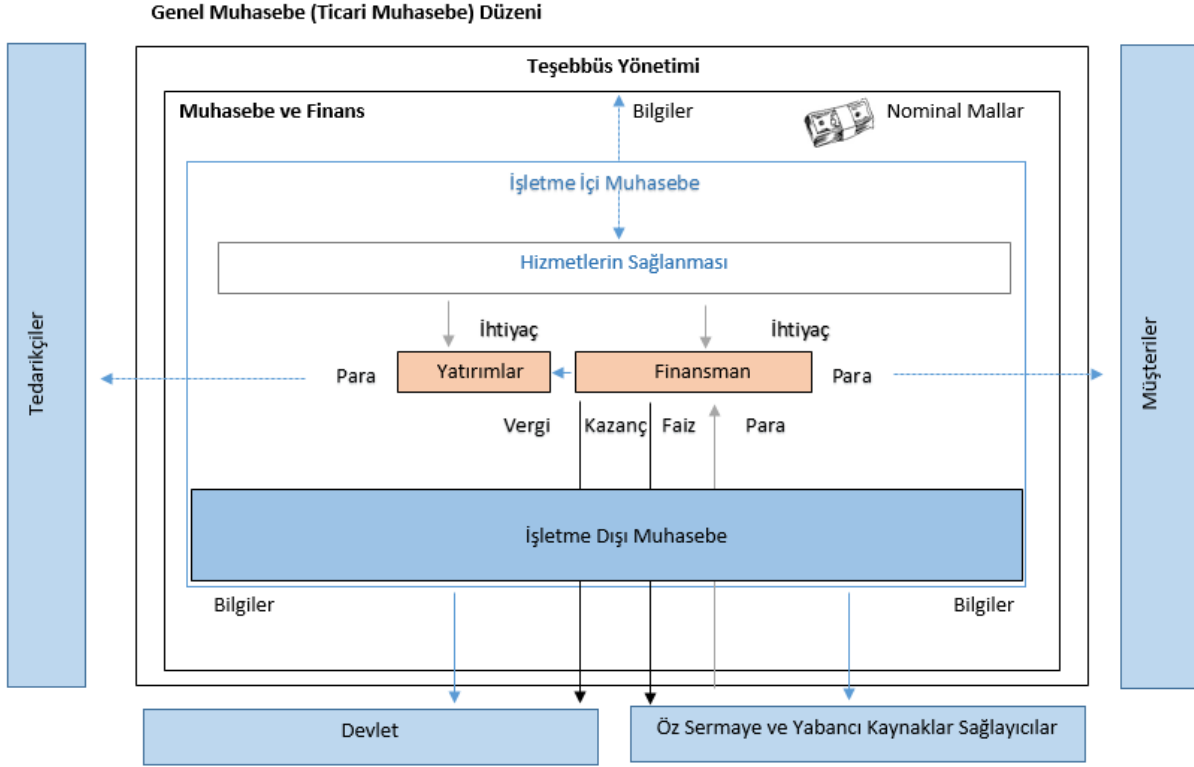 Genel Muhasebe (Ticari Muhasebe) Düzeni
Teşebbüs Yönetimi
Muhasebe ve Finans
Bilgiler
Nominal Mallar
İşletme İçi Muhasebe
Hizmetlerin Sağlanması
İhtiyaç
İhtiyaç
Tedarikçiler
Para
Yatırımlar
Finansman
Para
Müşteriler
Vergi
Kazanç
Faiz
Para
İşletme Dışı Muhasebe
Bilgiler
Bilgiler
Devlet
Öz Sermaye ve Yabancı Kaynaklar Sağlayıcılar